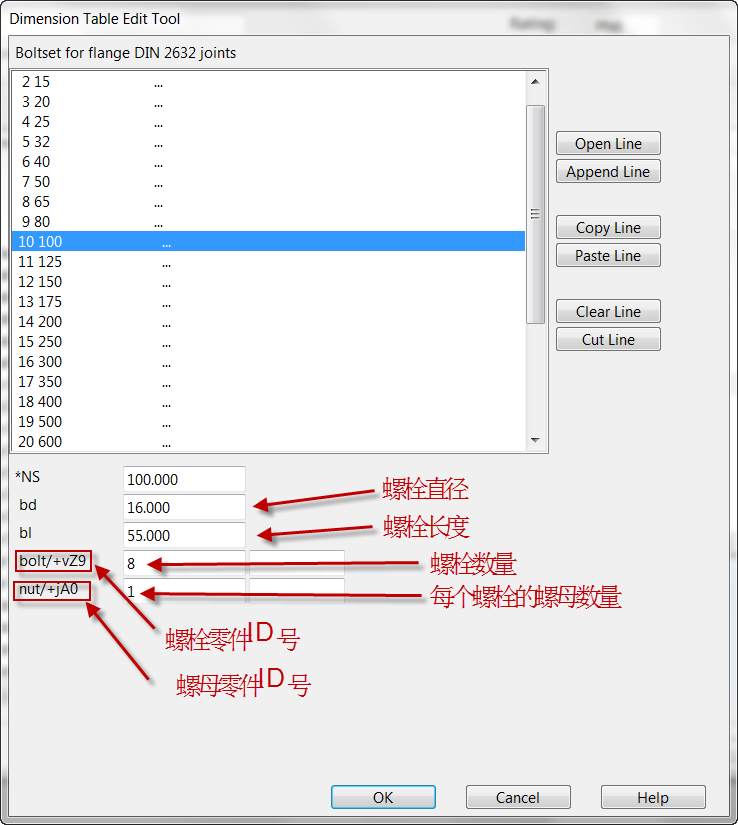 Dimension Table Edit Tool
Boltset for flange DIN 2632 joints
2 15 ...
3 20 ...
4 25 ...
5 32 ...
6 40 ...
7 50 ...
8 65 ...
9 80 ...
10 100 ...
11 125 ...
12 150 ...
13 175 ...
14 200 ...
15 250 ...
16 300 ...
17 350 ...
18 400 ...
19 500 ...
20 600 ...
Open Line
Append Line
Copy Line
Paste Line
Clear Line
Cut Line
*NS 100.000
bd 16.000 螺栓直径
bl 55.000 螺栓长度
bolt/+vZ9 8 螺栓数量
nut/+jA0 1 每个螺栓的螺母数量
螺栓零件ID号
螺母零件ID号
OK Cancel Help